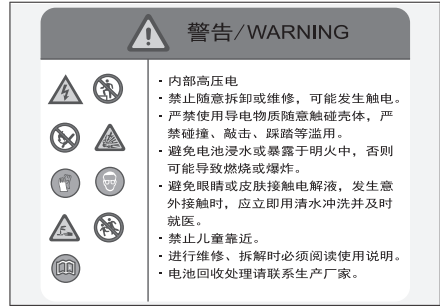 警告/WARNING
· 内部高压电
· 禁止随意拆卸或维修，可能发生触电。
· 严禁使用导电物质随意触碰壳体，严
禁碰撞、敲击、踩踏等滥用。
· 避免电池浸水或暴露于明火中，否则
可能导致燃烧或爆炸。
· 避免眼睛或皮肤接触电解液，发生意
外接触时，应立即用清水冲洗并及时
就医。
· 禁止儿童靠近。
· 进行维修、拆解时必须阅读使用说明。
· 电池回收处理请联系生产厂家。